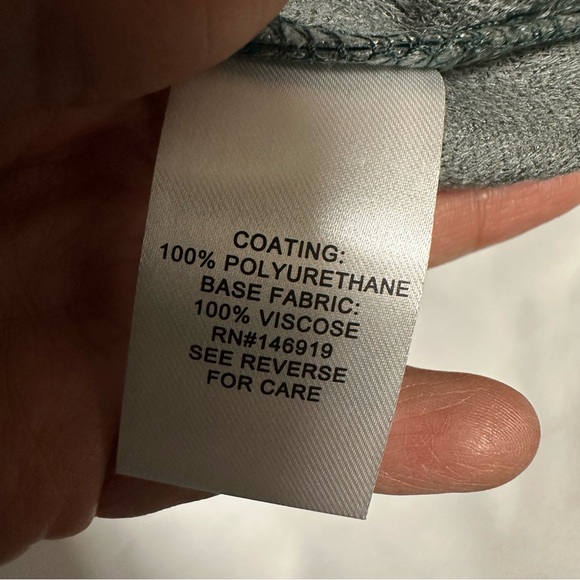 COATING:
100% POLYURETHANE
BASE FABRIC:
100% VISCOSE
RN#146919
SEE REVERSE
FOR CARE